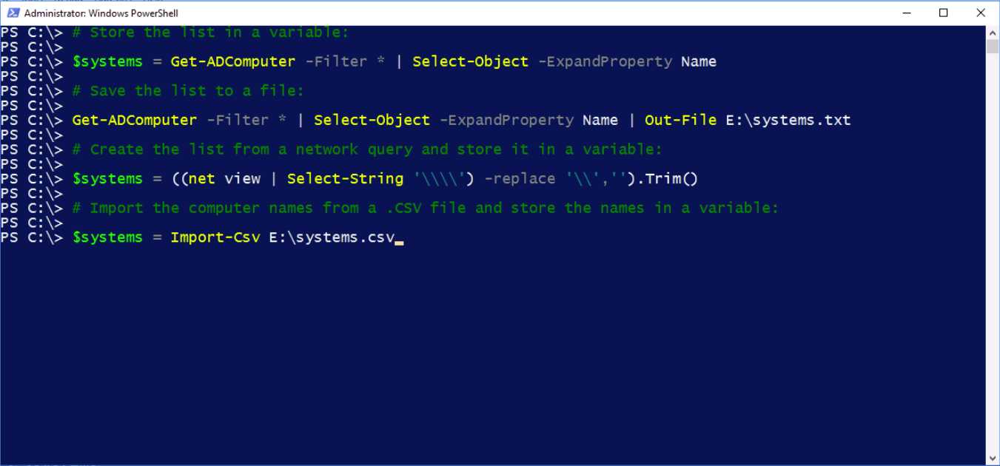 Administrator: Windows PowerShell
PS C:\> # Store the list in a variable:
PS C:\>
PS C:\> $systems = Get-ADComputer -Filter * | Select-Object -ExpandProperty Name
PS C:\>
PS C:\> # Save the list to a file:
PS C:\>
PS C:\> Get-ADComputer -Filter * | Select-Object -ExpandProperty Name | Out-File E:\systems.txt
PS C:\>
PS C:\> # Create the list from a network query and store it in a variable:
PS C:\>
PS C:\> $systems = ((net view | Select-String '\\\\') -replace '\\','').Trim()
PS C:\>
PS C:\> # Import the computer names from a .CSV file and store the names in a variable:
PS C:\>
PS C:\> $systems = Import-Csv E:\systems.csv